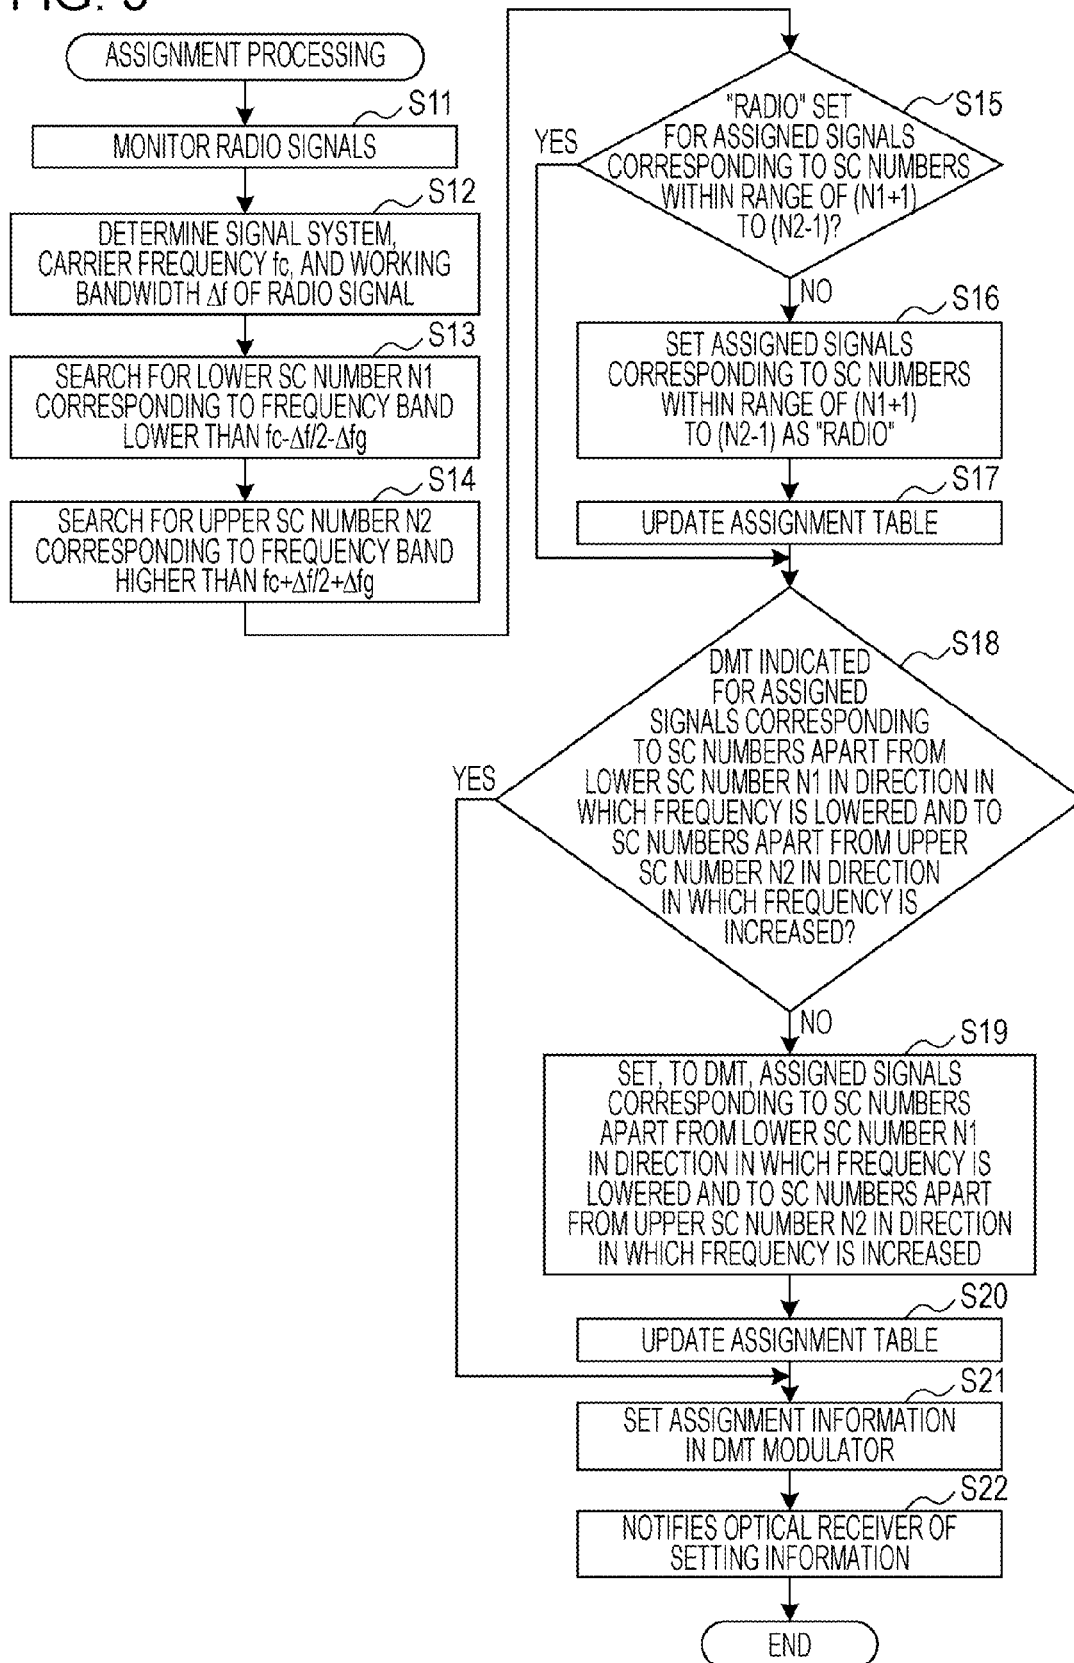 ASSIGNMENT PROCESSING
S11
MONITOR RADIO SIGNALS
S12
DETERMINE SIGNAL SYSTEM,
CARRIER FREQUENCY fc, AND WORKING
BANDWIDTH Δf OF RADIO SIGNAL
S13
SEARCH FOR LOWER SC NUMBER N1
CORRESPONDING TO FREQUENCY BAND
LOWER THAN fc-Δf/2-Δfg
S14
SEARCH FOR UPPER SC NUMBER N2
CORRESPONDING TO FREQUENCY BAND
HIGHER THAN fc+Δf/2+Δfg
S15
"RADIO" SET
FOR ASSIGNED SIGNALS
CORRESPONDING TO SC NUMBERS
WITHIN RANGE OF (N1+1)
TO (N2-1)?
YES
NO
S16
SET ASSIGNED SIGNALS
CORRESPONDING TO SC NUMBERS
WITHIN RANGE OF (N1+1)
TO (N2-1) AS "RADIO"
S17
UPDATE ASSIGNMENT TABLE
S18
DMT INDICATED
FOR ASSIGNED
SIGNALS CORRESPONDING
TO SC NUMBERS APART FROM
LOWER SC NUMBER N1 IN DIRECTION IN
WHICH FREQUENCY IS LOWERED AND TO
SC NUMBERS APART FROM UPPER
SC NUMBER N2 IN DIRECTION
IN WHICH FREQUENCY IS
INCREASED?
YES
NO
S19
SET, TO DMT, ASSIGNED SIGNALS
CORRESPONDING TO SC NUMBERS
APART FROM LOWER SC NUMBER N1
IN DIRECTION IN WHICH FREQUENCY IS
LOWERED AND TO SC NUMBERS APART
FROM UPPER SC NUMBER N2 IN DIRECTION
IN WHICH FREQUENCY IS INCREASED
S20
UPDATE ASSIGNMENT TABLE
S21
SET ASSIGNMENT INFORMATION
IN DMT MODULATOR
S22
NOTIFIES OPTICAL RECEIVER OF
SETTING INFORMATION
END